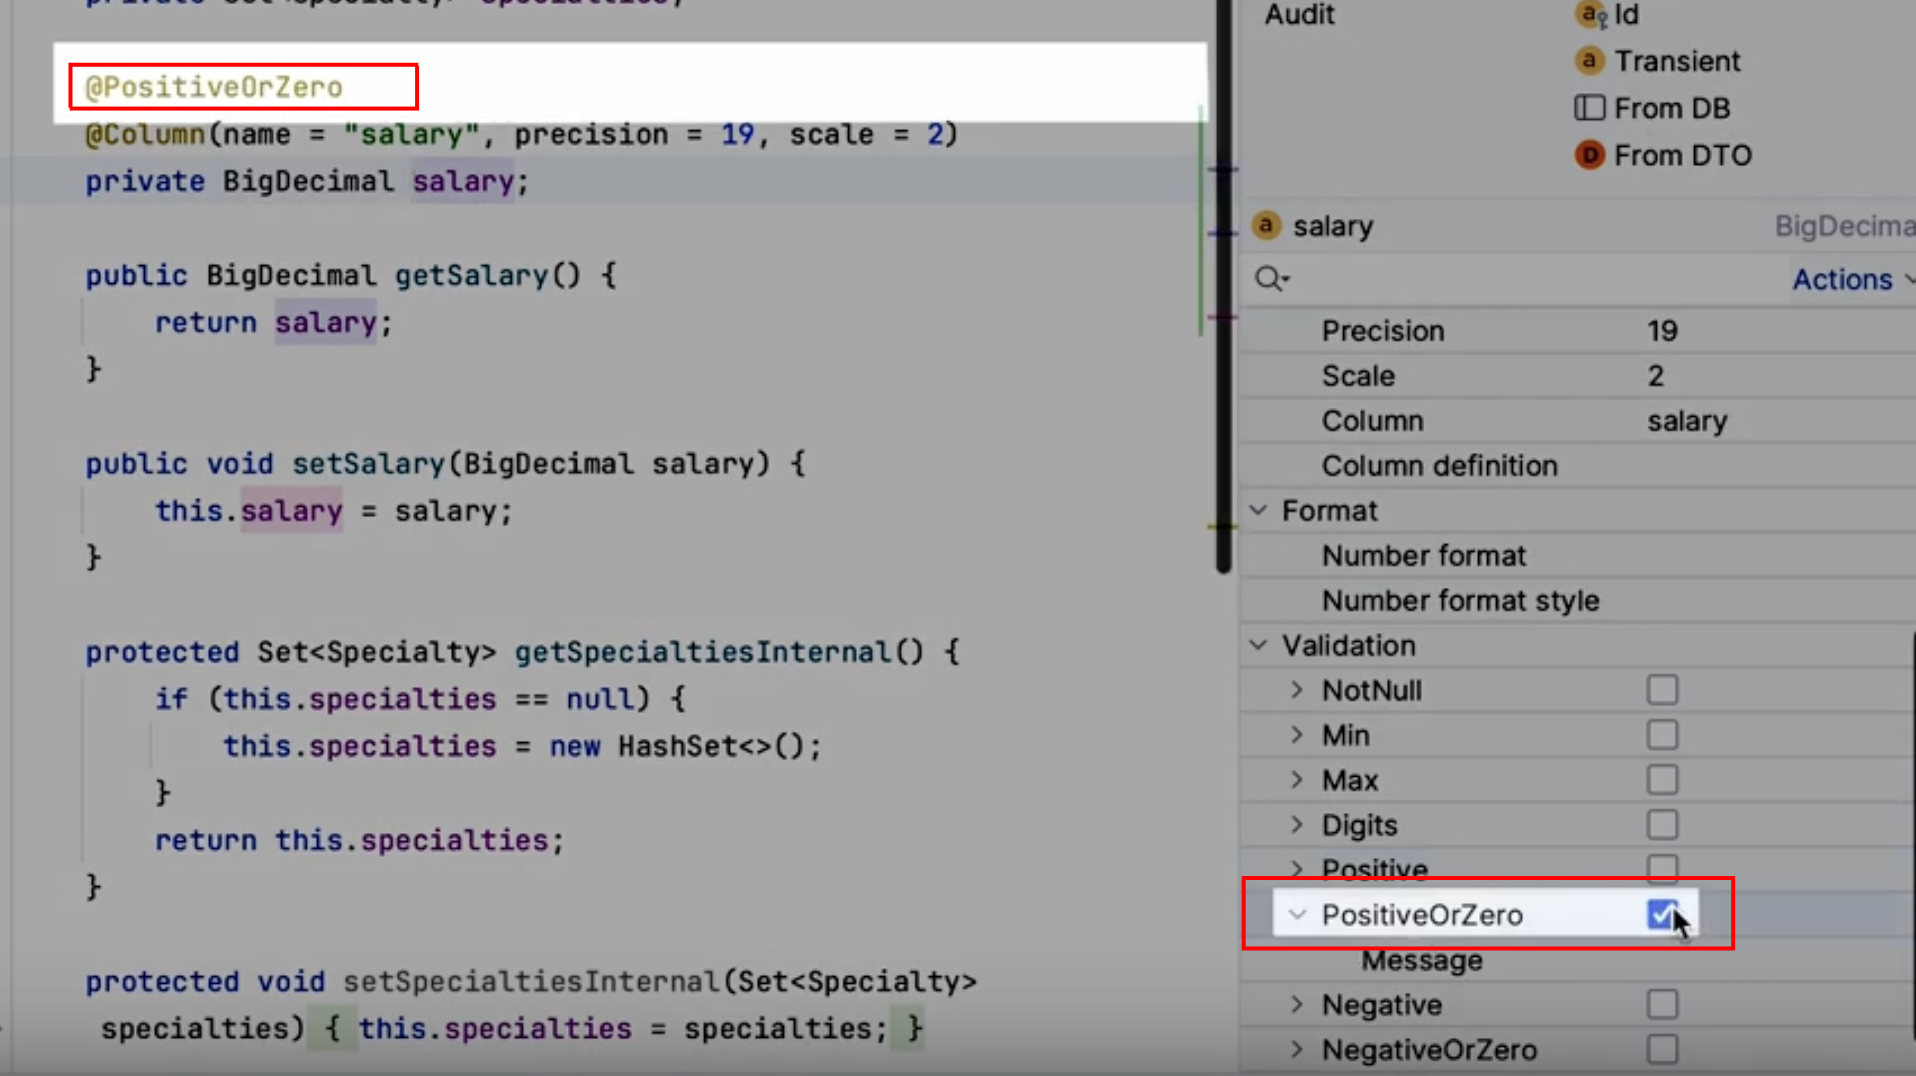 private Set<Specialty> specialties;
@PositiveOrZero
@Column(name = "salary", precision = 19, scale = 2)
private BigDecimal salary;
public BigDecimal getSalary() {
return salary;
}
public void setSalary(BigDecimal salary) {
this.salary = salary;
}
protected Set<Specialty> getSpecialtiesInternal() {
if (this.specialties == null) {
this.specialties = new HashSet<>();
}
return this.specialties;
}
protected void setSpecialtiesInternal(Set<Specialty>
specialties) { this.specialties = specialties; }
Audit
Id
Transient
From DB
From DTO
a salary BigDecima
Actions
Precision 19
Scale 2
Column salary
Column definition
Format
Number format
Number format style
Validation
NotNull
Min
Max
Digits
Positive
PositiveOrZero
Message
Negative
NegativeOrZero